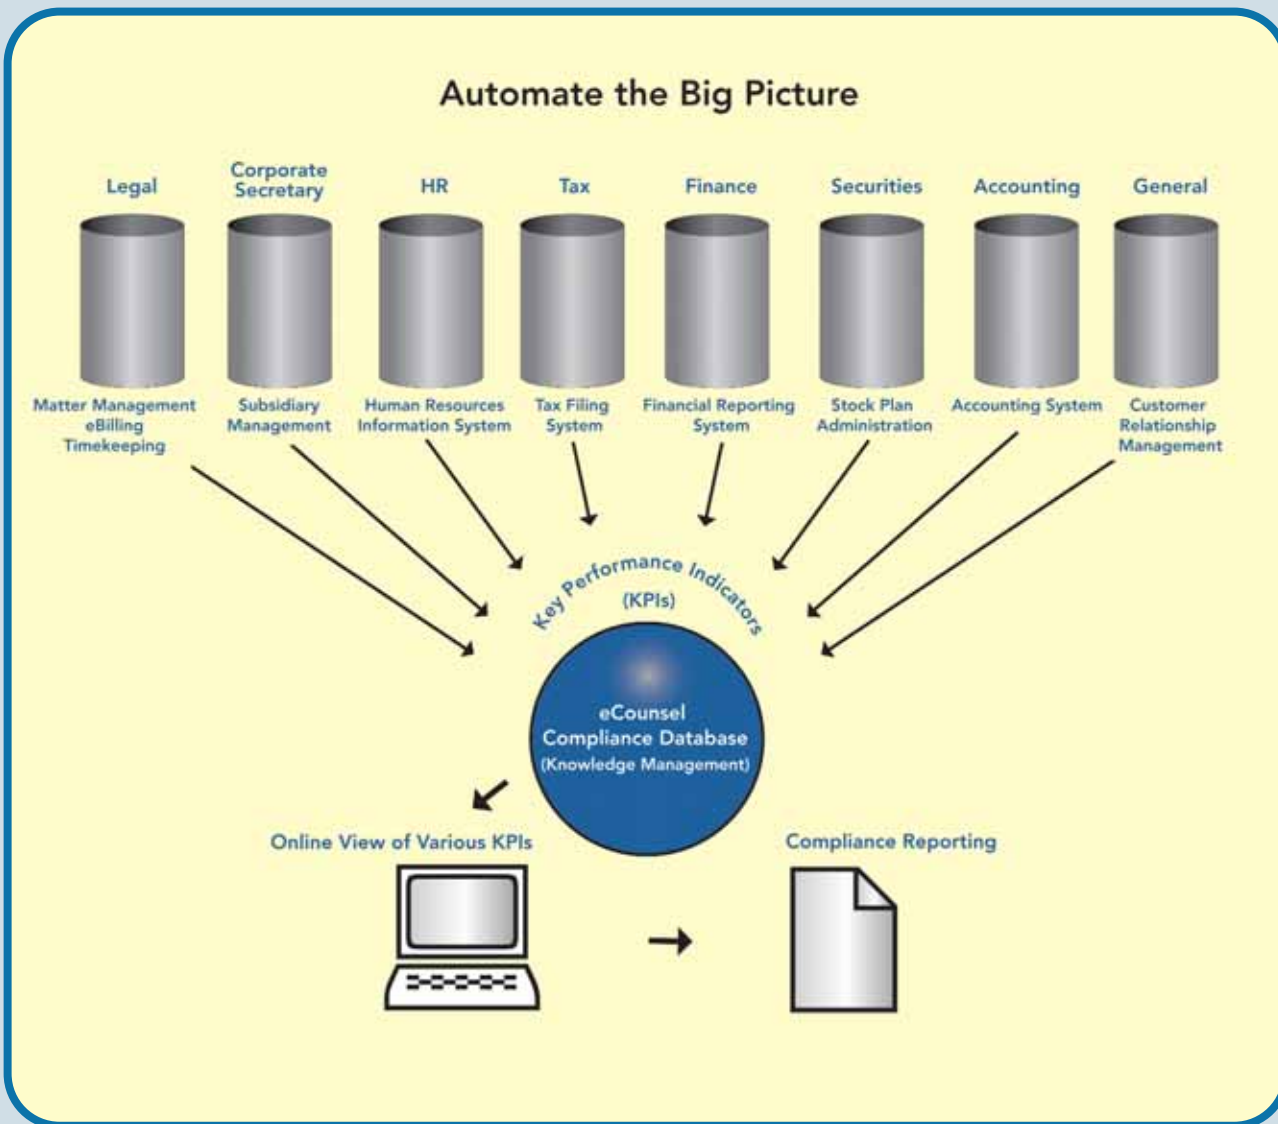 Automate the Big Picture
Legal
Corporate
Secretary
HR
Tax
Finance
Securities
Accounting
General
Matter Management
eBilling
Timekeeping
Subsidiary
Management
Human Resources
Information System
Tax Filing
System
Financial Reporting
System
Stock Plan
Administration
Accounting System
Customer
Relationship
Management
Key Performance Indicators
(KPIs)
eCounsel
Compliance Database
(Knowledge Management)
Online View of Various KPIs
Compliance Reporting